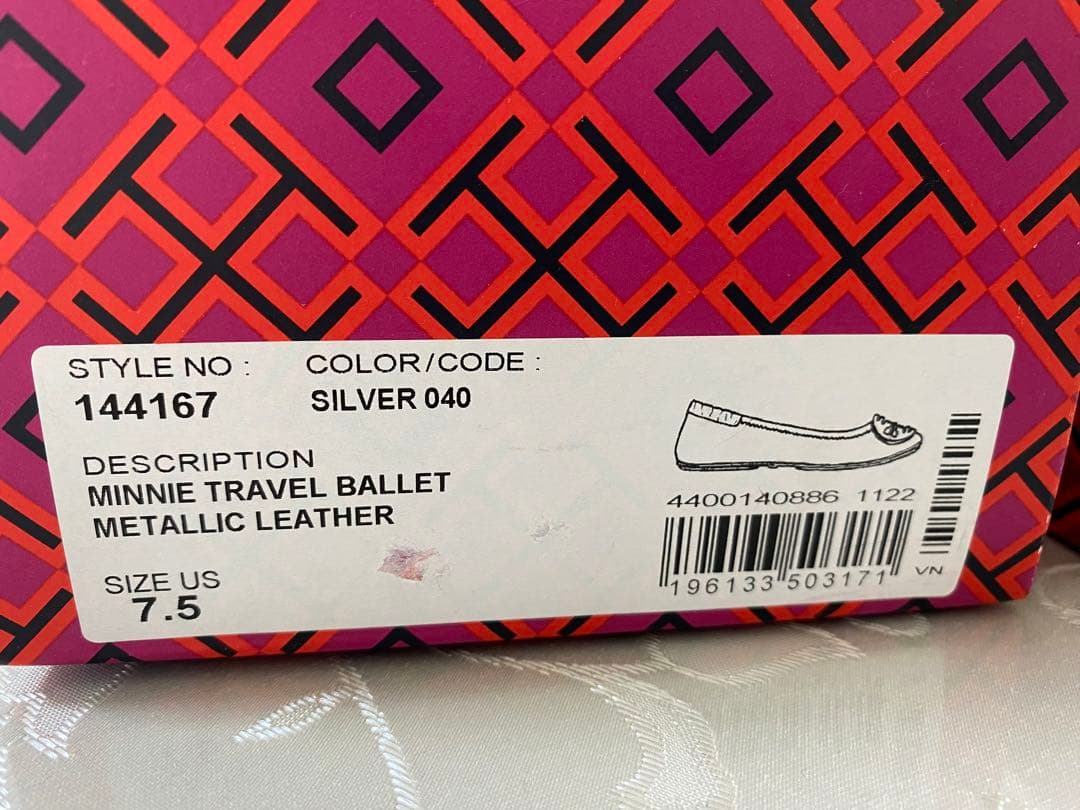 STYLE NO : COLOR/CODE :
144167 SILVER 040
DESCRIPTION
MINNIE TRAVEL BALLET
METALLIC LEATHER
SIZE US
7.5
4400140886 1122
196133 503171
VN